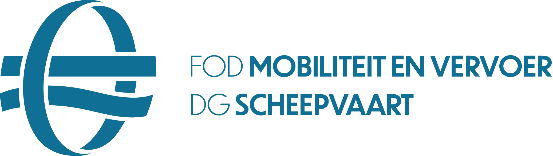 FOD MOBILITEIT EN VERVOER
DG SCHEEPVAART